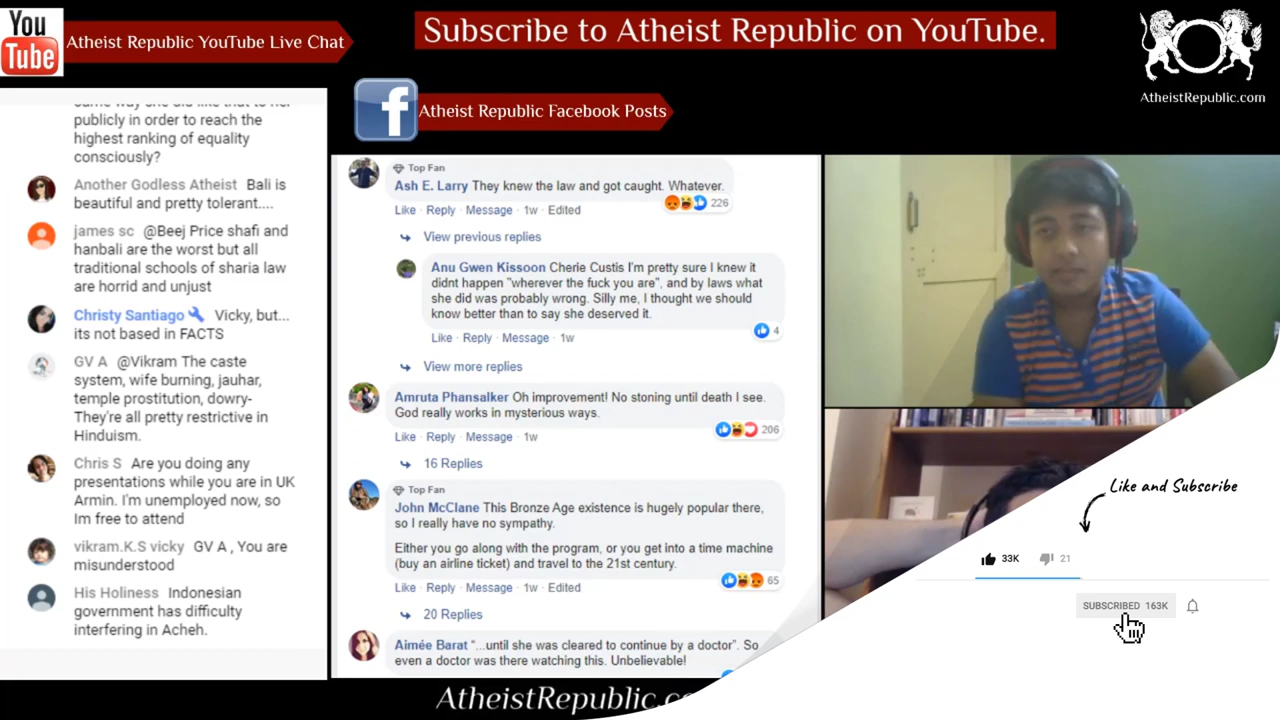 You
Tube
Atheist Republic YouTube Live Chat
Subscribe to Atheist Republic on YouTube.
AtheistRepublic.com
f
Atheist Republic Facebook Posts
same way she did like that to her
publicly in order to reach the
highest ranking of equality
consciously?
Another Godless Atheist Bali is
beautiful and pretty tolerant....
james sc @Beej Price shafi and
hanbali are the worst but all
traditional schools of sharia law
are horrid and unjust
Christy Santiago Vicky, but...
its not based in FACTS
GV A @Vikram The caste
system, wife burning, jauhar,
temple prostitution, dowry-
They're all pretty restrictive in
Hinduism.
Chris S Are you doing any
presentations while you are in UK
Armin. I'm unemployed now, so
Im free to attend
vikram.K.S vicky GV A , You are
misunderstood
His Holiness Indonesian
government has difficulty
interfering in Acheh.
Top Fan
Ash E. Larry They knew the law and got caught. Whatever.
226
Like · Reply · Message · 1w · Edited
View previous replies
Anu Gwen Kissoon Cherie Custis I'm pretty sure I knew it
didnt happen "wherever the fuck you are", and by laws what
she did was probably wrong. Silly me, I thought we should
know better than to say she deserved it.
4
Like · Reply · Message · 1w
View more replies
Amruta Phansalker Oh improvement! No stoning until death I see.
God really works in mysterious ways.
206
Like · Reply · Message · 1w
16 Replies
Top Fan
John McClane This Bronze Age existence is hugely popular there,
so I really have no sympathy.
Either you go along with the program, or you get into a time machine
(buy an airline ticket) and travel to the 21st century.
65
Like · Reply · Message · 1w · Edited
20 Replies
Aimée Barat "...until she was cleared to continue by a doctor". So
even a doctor was there watching this. Unbelievable!
Like and Subscribe
33K 21
SUBSCRIBED 163K
AtheistRepublic.c